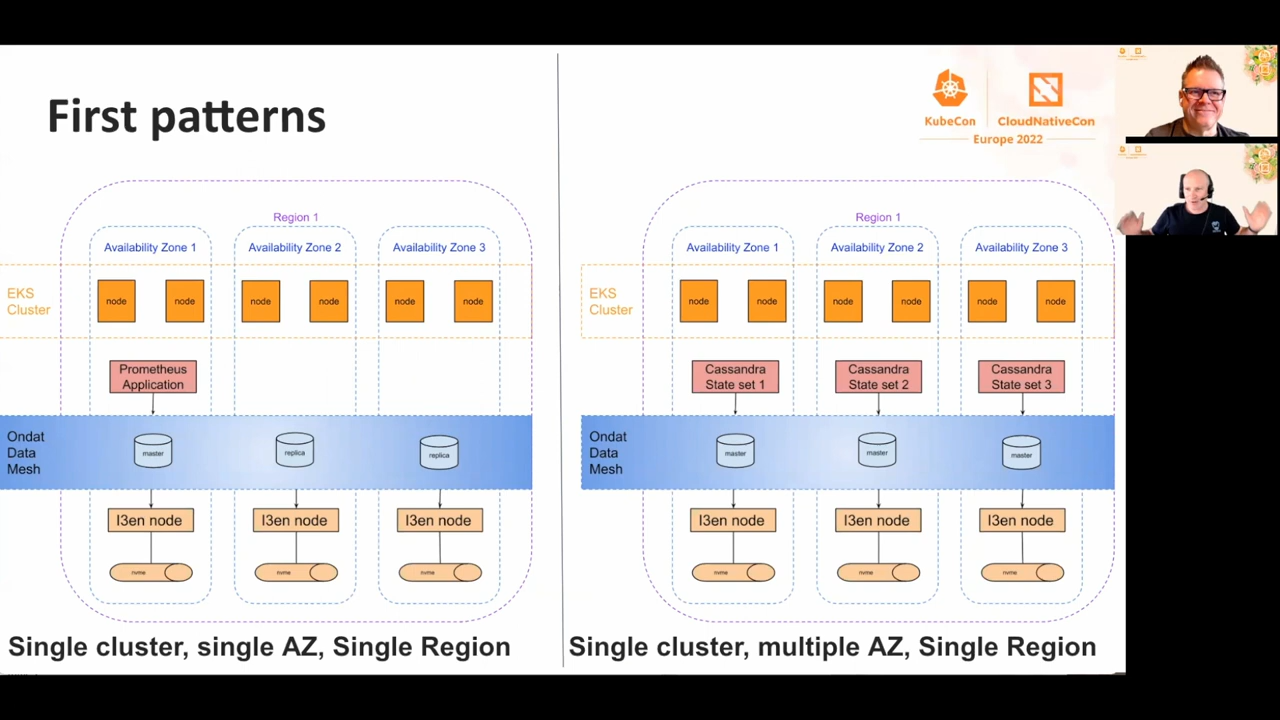 First patterns
KubeCon
CloudNativeCon
Europe 2022
Region 1
Availability Zone 1
Availability Zone 2
Availability Zone 3
EKS
Cluster
node
node
node
node
node
node
Prometheus
Application
Ondat
Data
Mesh
master
replica
replica
I3en node
I3en node
I3en node
nvme
nvme
nvme
Single cluster, single AZ, Single Region
Region 1
Availability Zone 1
Availability Zone 2
Availability Zone 3
EKS
Cluster
node
node
node
node
node
node
Cassandra
State set 1
Cassandra
State set 2
Cassandra
State set 3
Ondat
Data
Mesh
master
master
master
I3en node
I3en node
I3en node
nvme
nvme
nvme
Single cluster, multiple AZ, Single Region